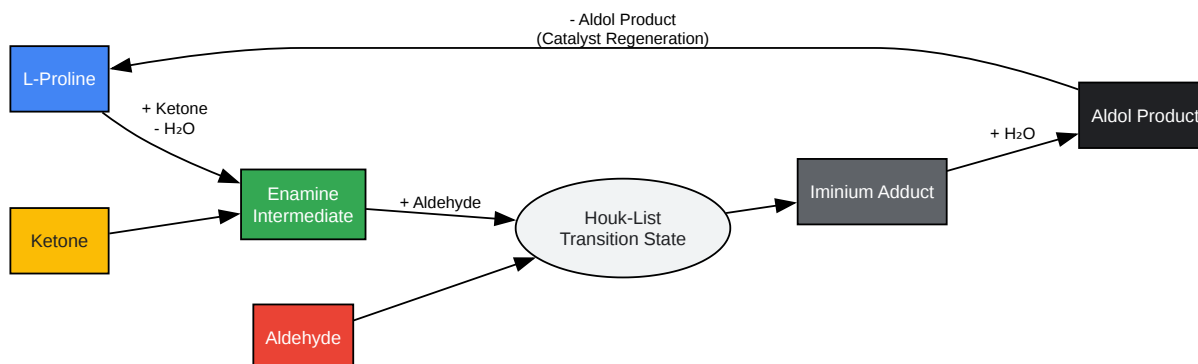 - Aldol Product
(Catalyst Regeneration)
L-Proline
+ Ketone
- H₂O
Aldol Product
+ H₂O
Enamine
Intermediate
+ Aldehyde
Iminium Adduct
Ketone
Houk-List
Transition State
Aldehyde